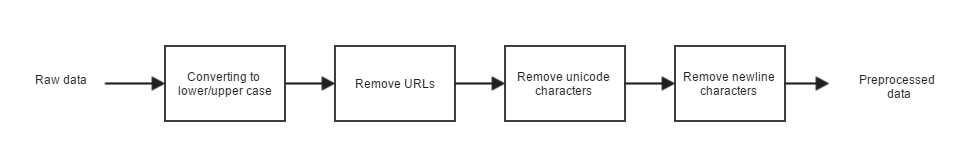 Raw data
Converting to
lower/upper case
Remove URLs
Remove unicode
characters
Remove newline
characters
Preprocessed
data